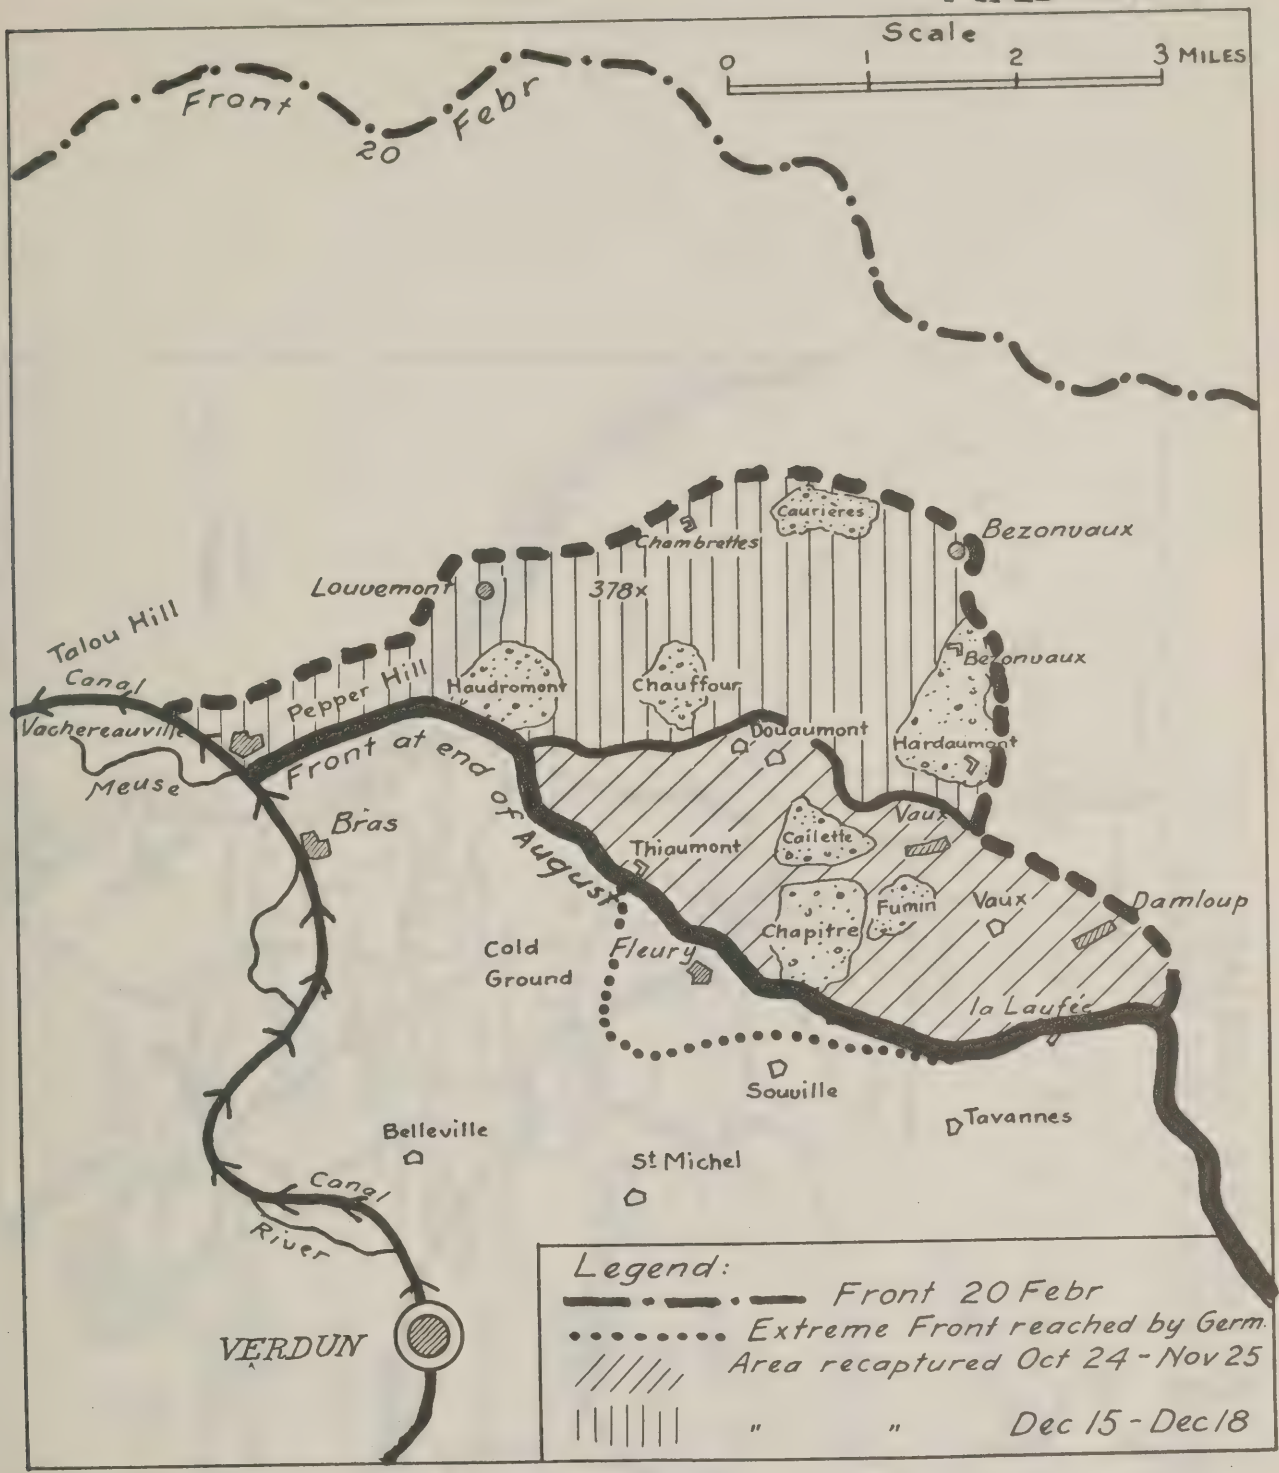 Scale
0 1 2 3 MILES
Front
20
Febr
Caurières
Bezonvaux
Chambrettes
Louvemont
378x
Talou Hill
Bezonvaux
Canal
Pepper Hill
Haudromont
Chauffour
Vachereauville
Douaumont
Hardaumont
Front at end of August
Meuse
Vaux
Bras
Cailette
Thiaumont
Fumin
Vaux
Damloup
Chapitre
Cold
Ground
Fleury
la Laufée
Souville
Tavannes
Belleville
St Michel
Canal
River
VERDUN
Legend:
Front 20 Febr
Extreme Front reached by Germ.
Area recaptured Oct 24 - Nov 25
" " Dec 15 - Dec 18